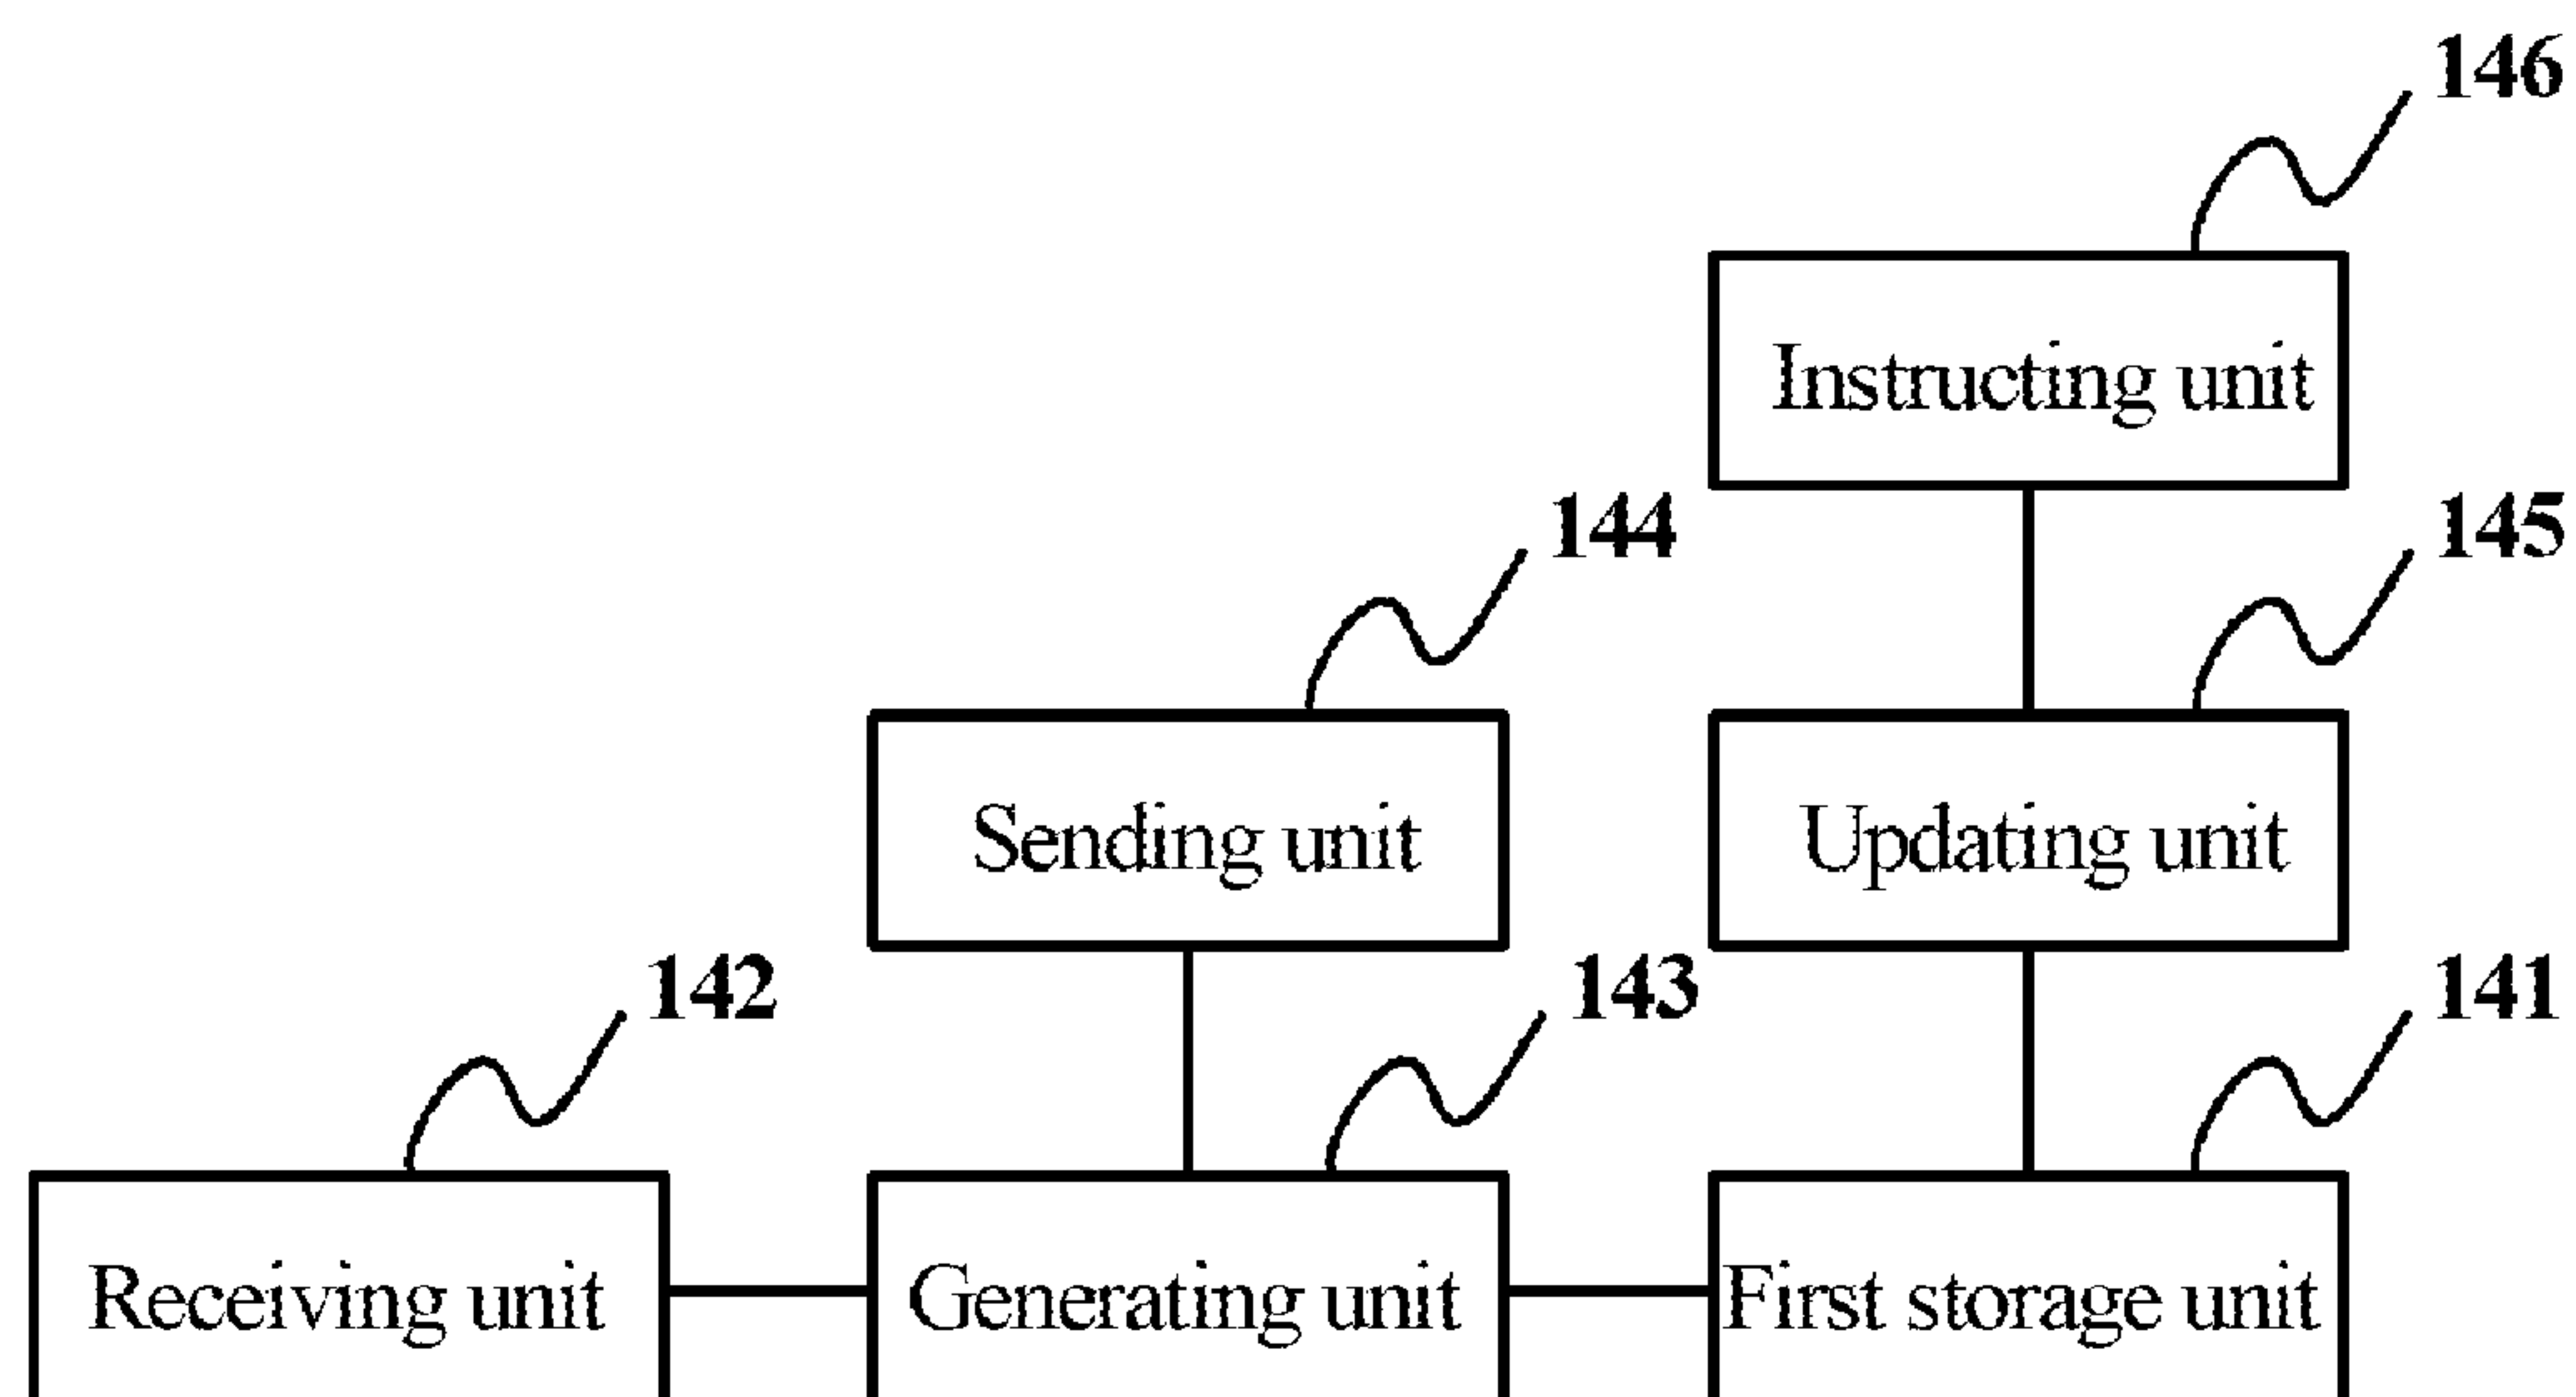 146
Instructing unit
144
145
Sending unit
Updating unit
142
143
141
Receiving unit
Generating unit
First storage unit